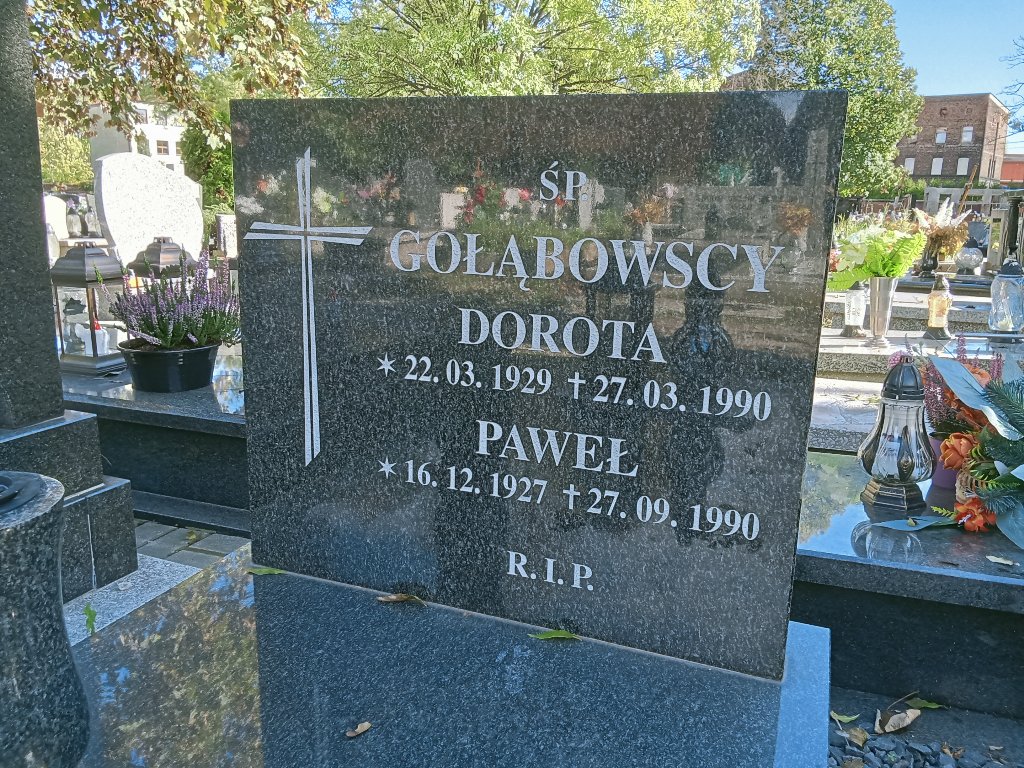 ŚP.
GOŁĄBOWSCY
DOROTA
✶ 22. 03. 1929 ✝ 27. 03. 1990
PAWEŁ
✶ 16. 12. 1927 ✝ 27. 09. 1990
R. I. P.